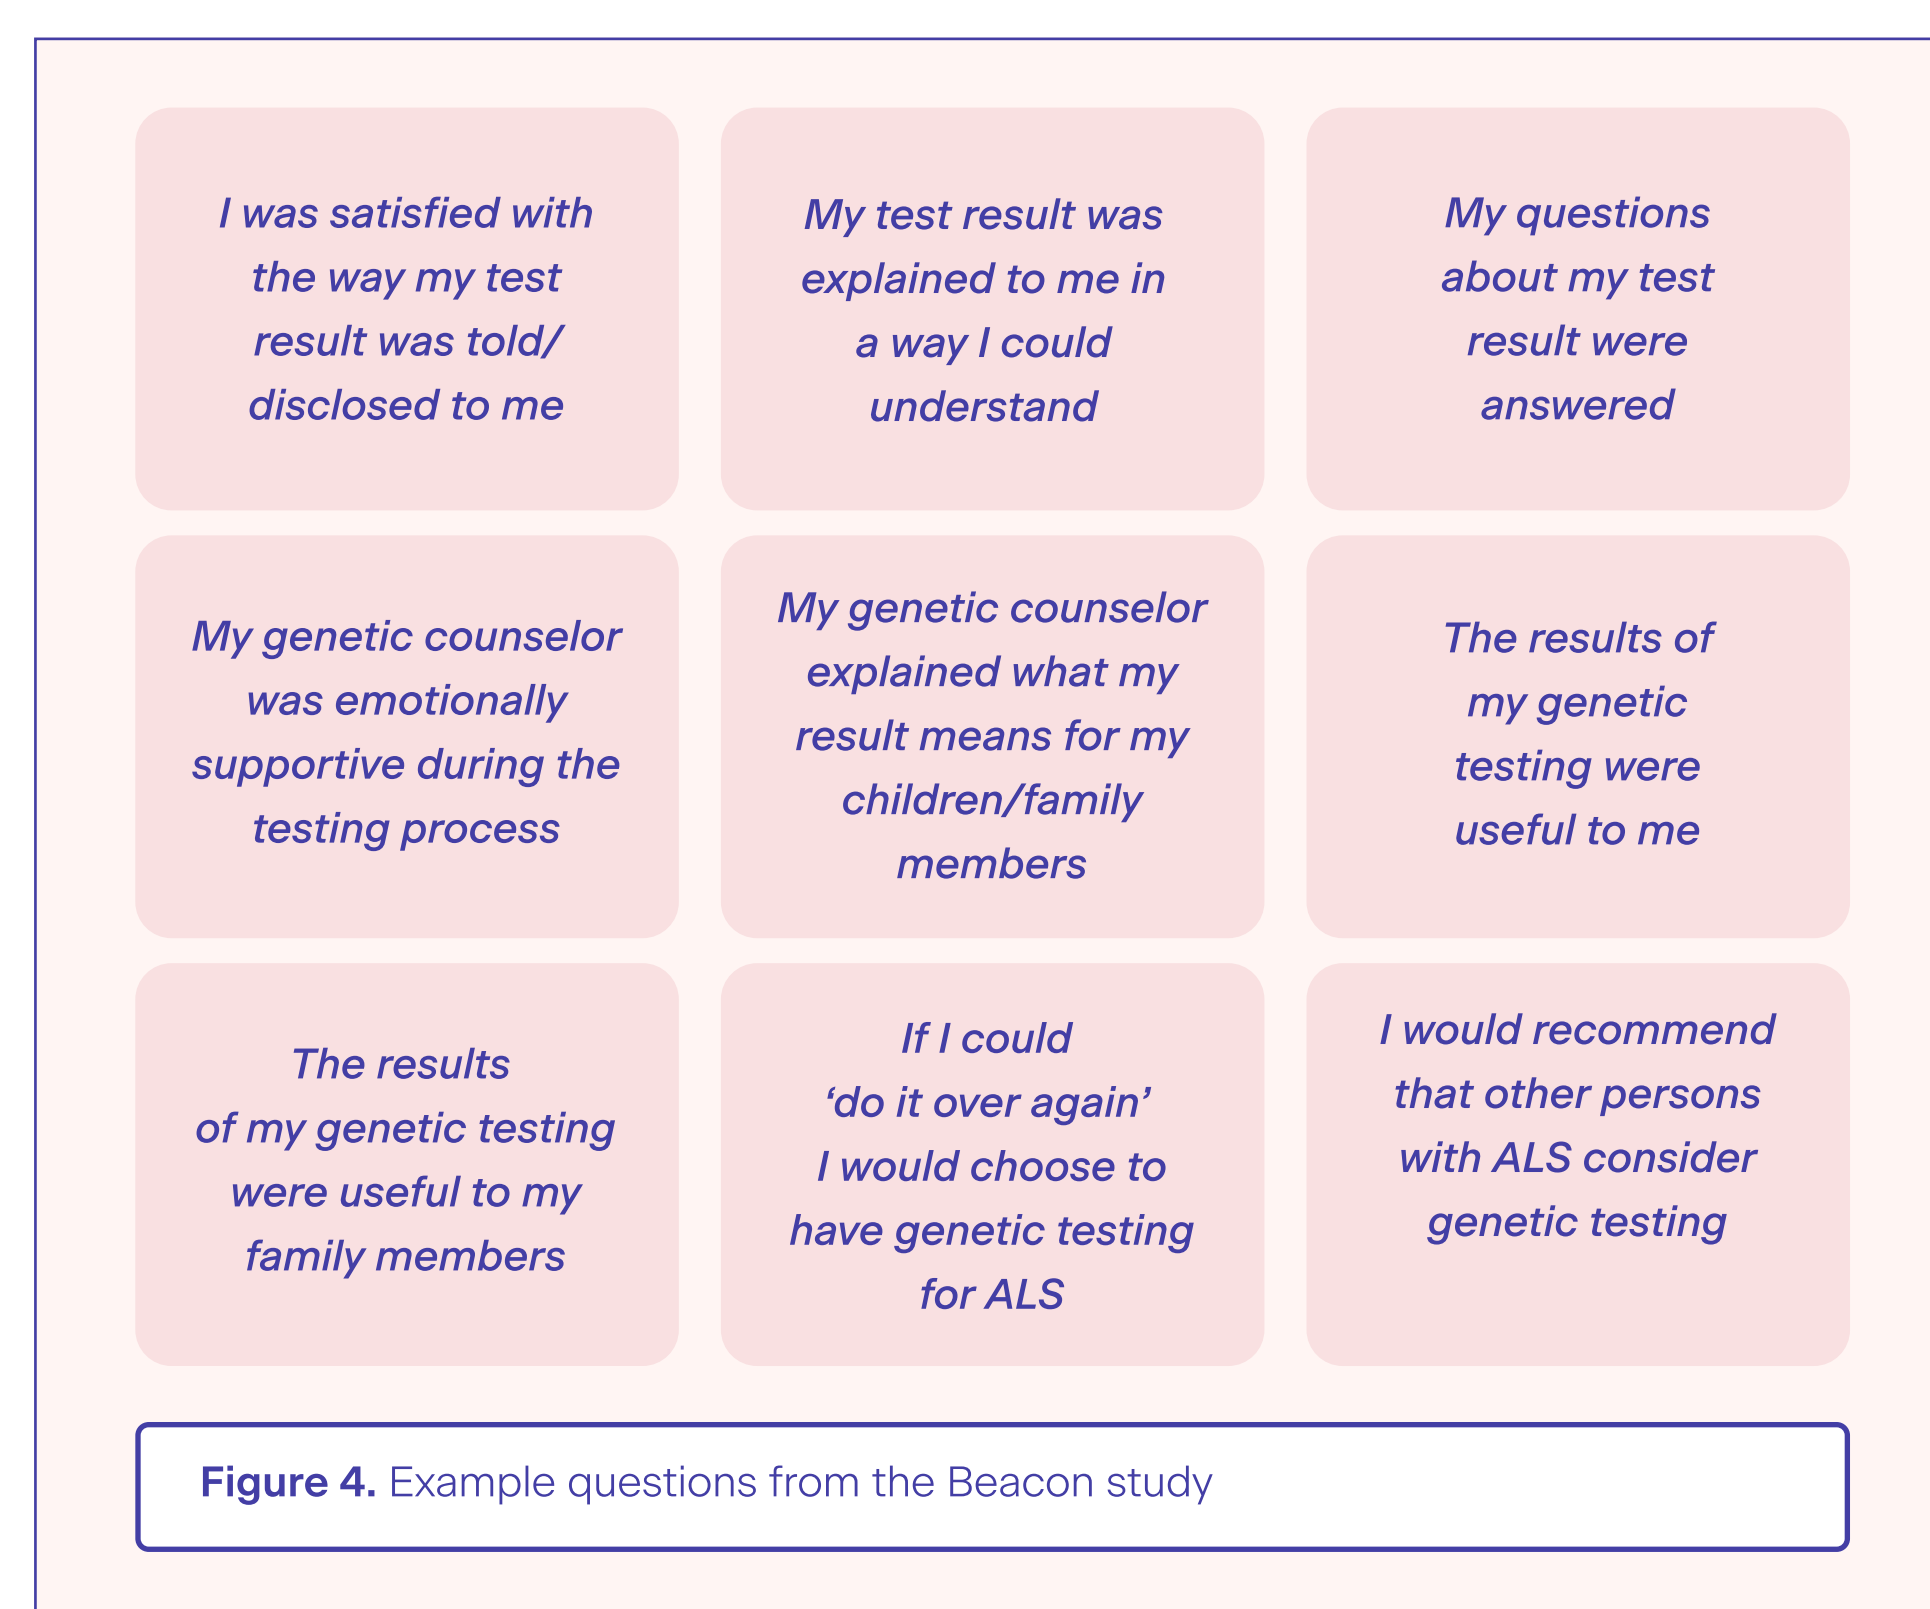 I was satisfied with
the way my test
result was told/
disclosed to me
My test result was
explained to me in
a way I could
understand
My questions
about my test
result were
answered
My genetic counselor
was emotionally
supportive during the
testing process
My genetic counselor
explained what my
result means for my
children/family
members
The results of
my genetic
testing were
useful to me
The results
of my genetic testing
were useful to my
family members
If I could
‘do it over again’
I would choose to
have genetic testing
for ALS
I would recommend
that other persons
with ALS consider
genetic testing
Figure 4. Example questions from the Beacon study